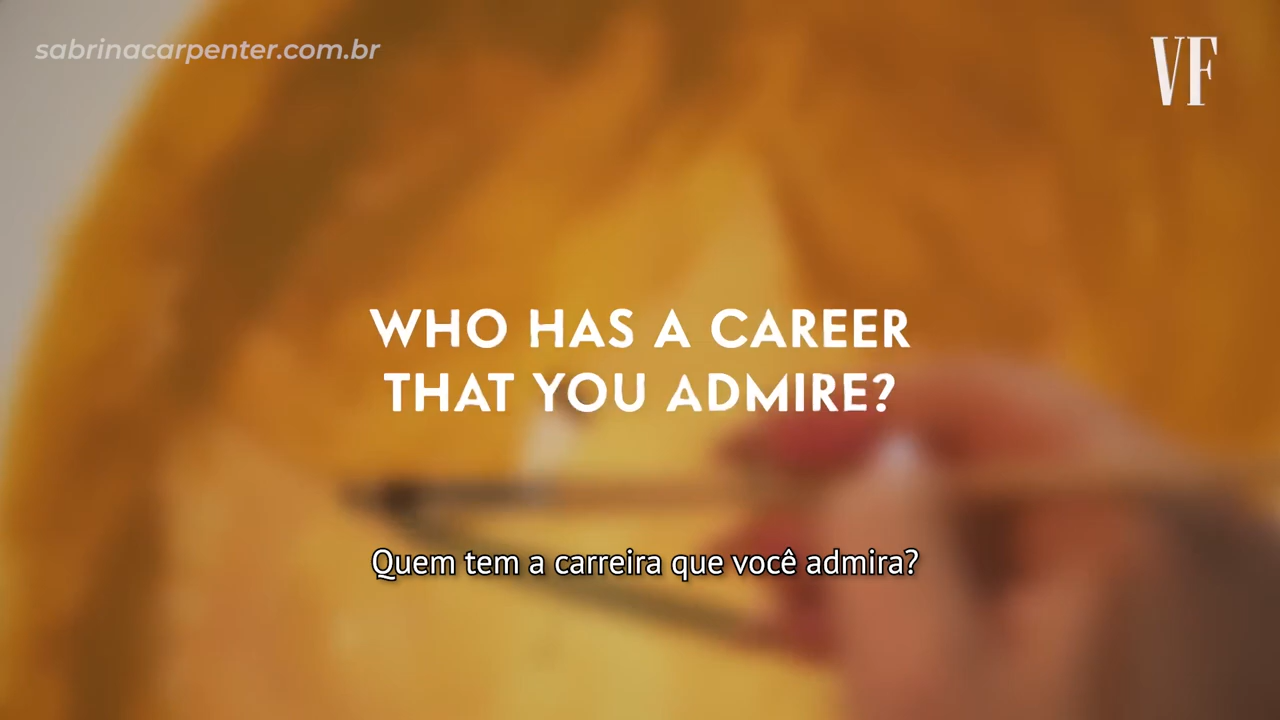 sabrinacarpenter.com.br
VF
WHO HAS A CAREER
THAT YOU ADMIRE?
Quem tem a carreira que você admira?